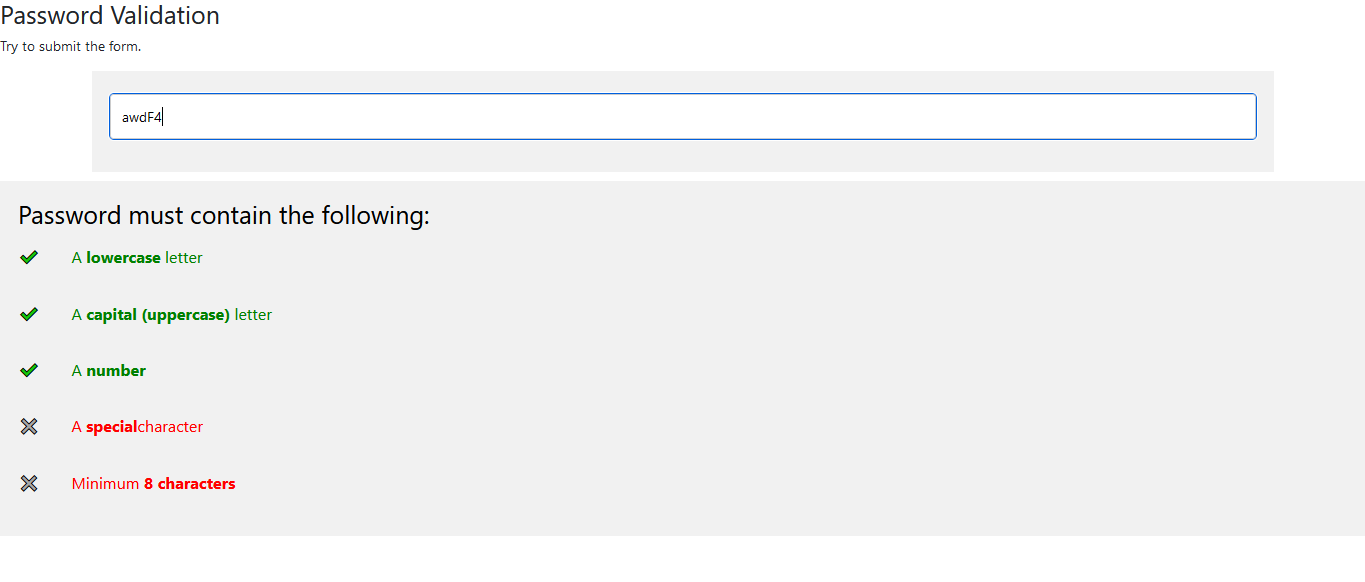 Password Validation
Try to submit the form.
awdF4
Password must contain the following:
A lowercase letter
A capital (uppercase) letter
A number
A specialcharacter
Minimum 8 characters